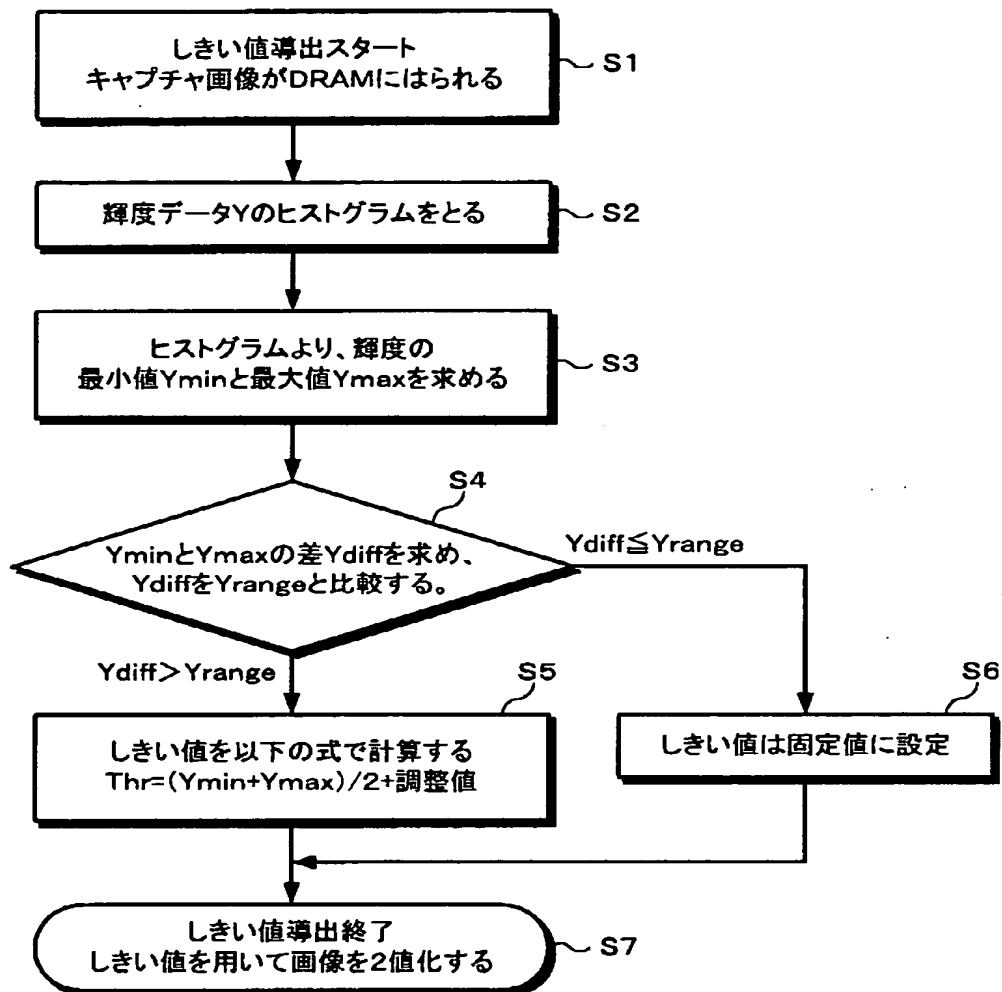 しきい値導出スタート
キャプチャ画像がDRAMにはられる
S1
輝度データYのヒストグラムをとる
S2
ヒストグラムより、輝度の
最小値Yminと最大値Ymaxを求める
S3
S4
YminとYmaxの差Ydiffを求め、
YdiffをYrangeと比較する。
Ydiff≦Yrange
Ydiff＞Yrange
S5
しきい値を以下の式で計算する
Thr=(Ymin+Ymax)/2+調整値
S6
しきい値は固定値に設定
しきい値導出終了
しきい値を用いて画像を2値化する
S7